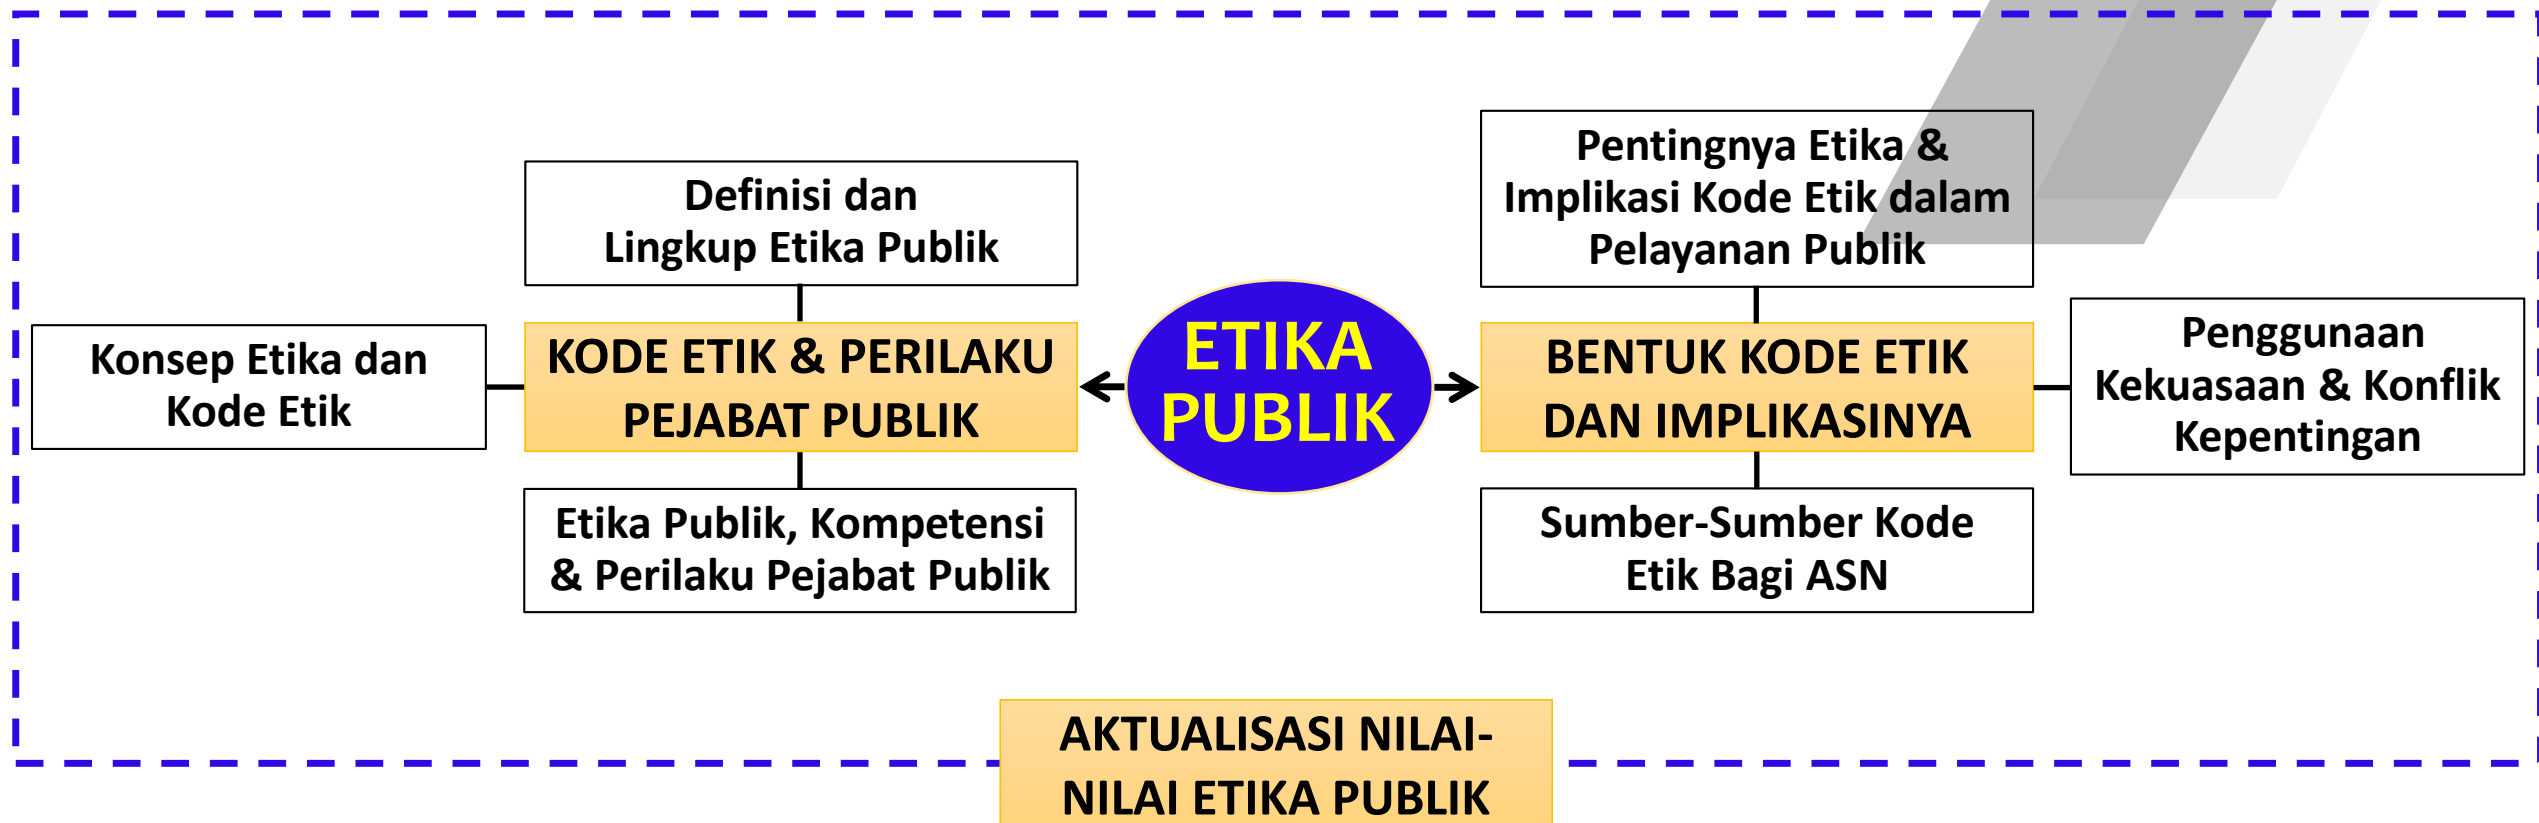 Definisi dan
Lingkup Etika Publik
Konsep Etika dan
Kode Etik
KODE ETIK & PERILAKU
PEJABAT PUBLIK
Etika Publik, Kompetensi
& Perilaku Pejabat Publik
ETIKA
PUBLIK
Pentingnya Etika &
Implikasi Kode Etik dalam
Pelayanan Publik
BENTUK KODE ETIK
DAN IMPLIKASINYA
Penggunaan
Kekuasaan & Konflik
Kepentingan
Sumber-Sumber Kode
Etik Bagi ASN
AKTUALISASI NILAI-
NILAI ETIKA PUBLIK